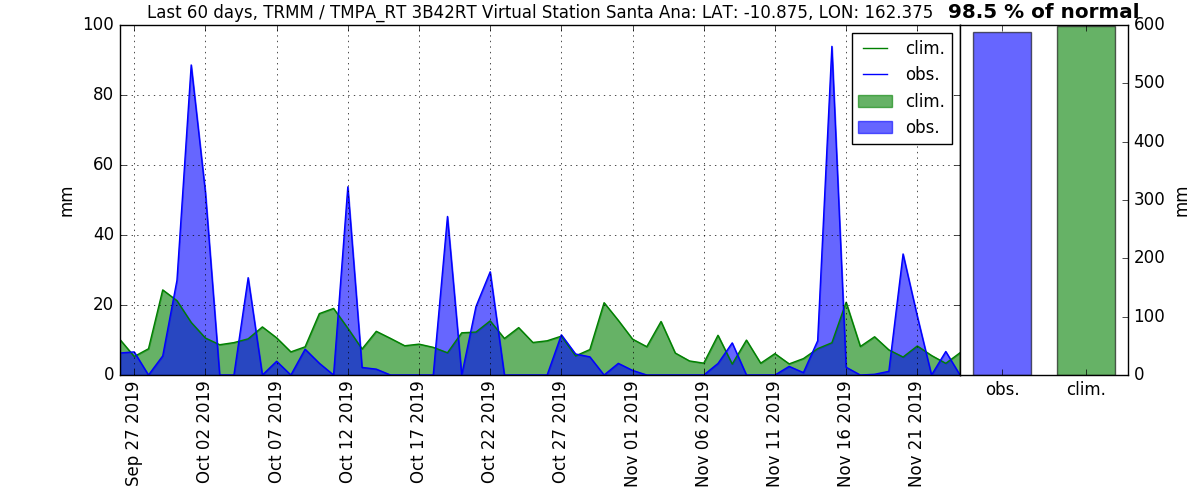 Last 60 days, TRMM / TMPA_RT 3B42RT Virtual Station Santa Ana: LAT: -10.875, LON: 162.375
98.5 % of normal
100
80
60
40
20
0
mm
clim.
obs.
clim.
obs.
600
500
400
300
200
100
0
mm
Sep 27 2019
Oct 02 2019
Oct 07 2019
Oct 12 2019
Oct 17 2019
Oct 22 2019
Oct 27 2019
Nov 01 2019
Nov 06 2019
Nov 11 2019
Nov 16 2019
Nov 21 2019
obs.
clim.